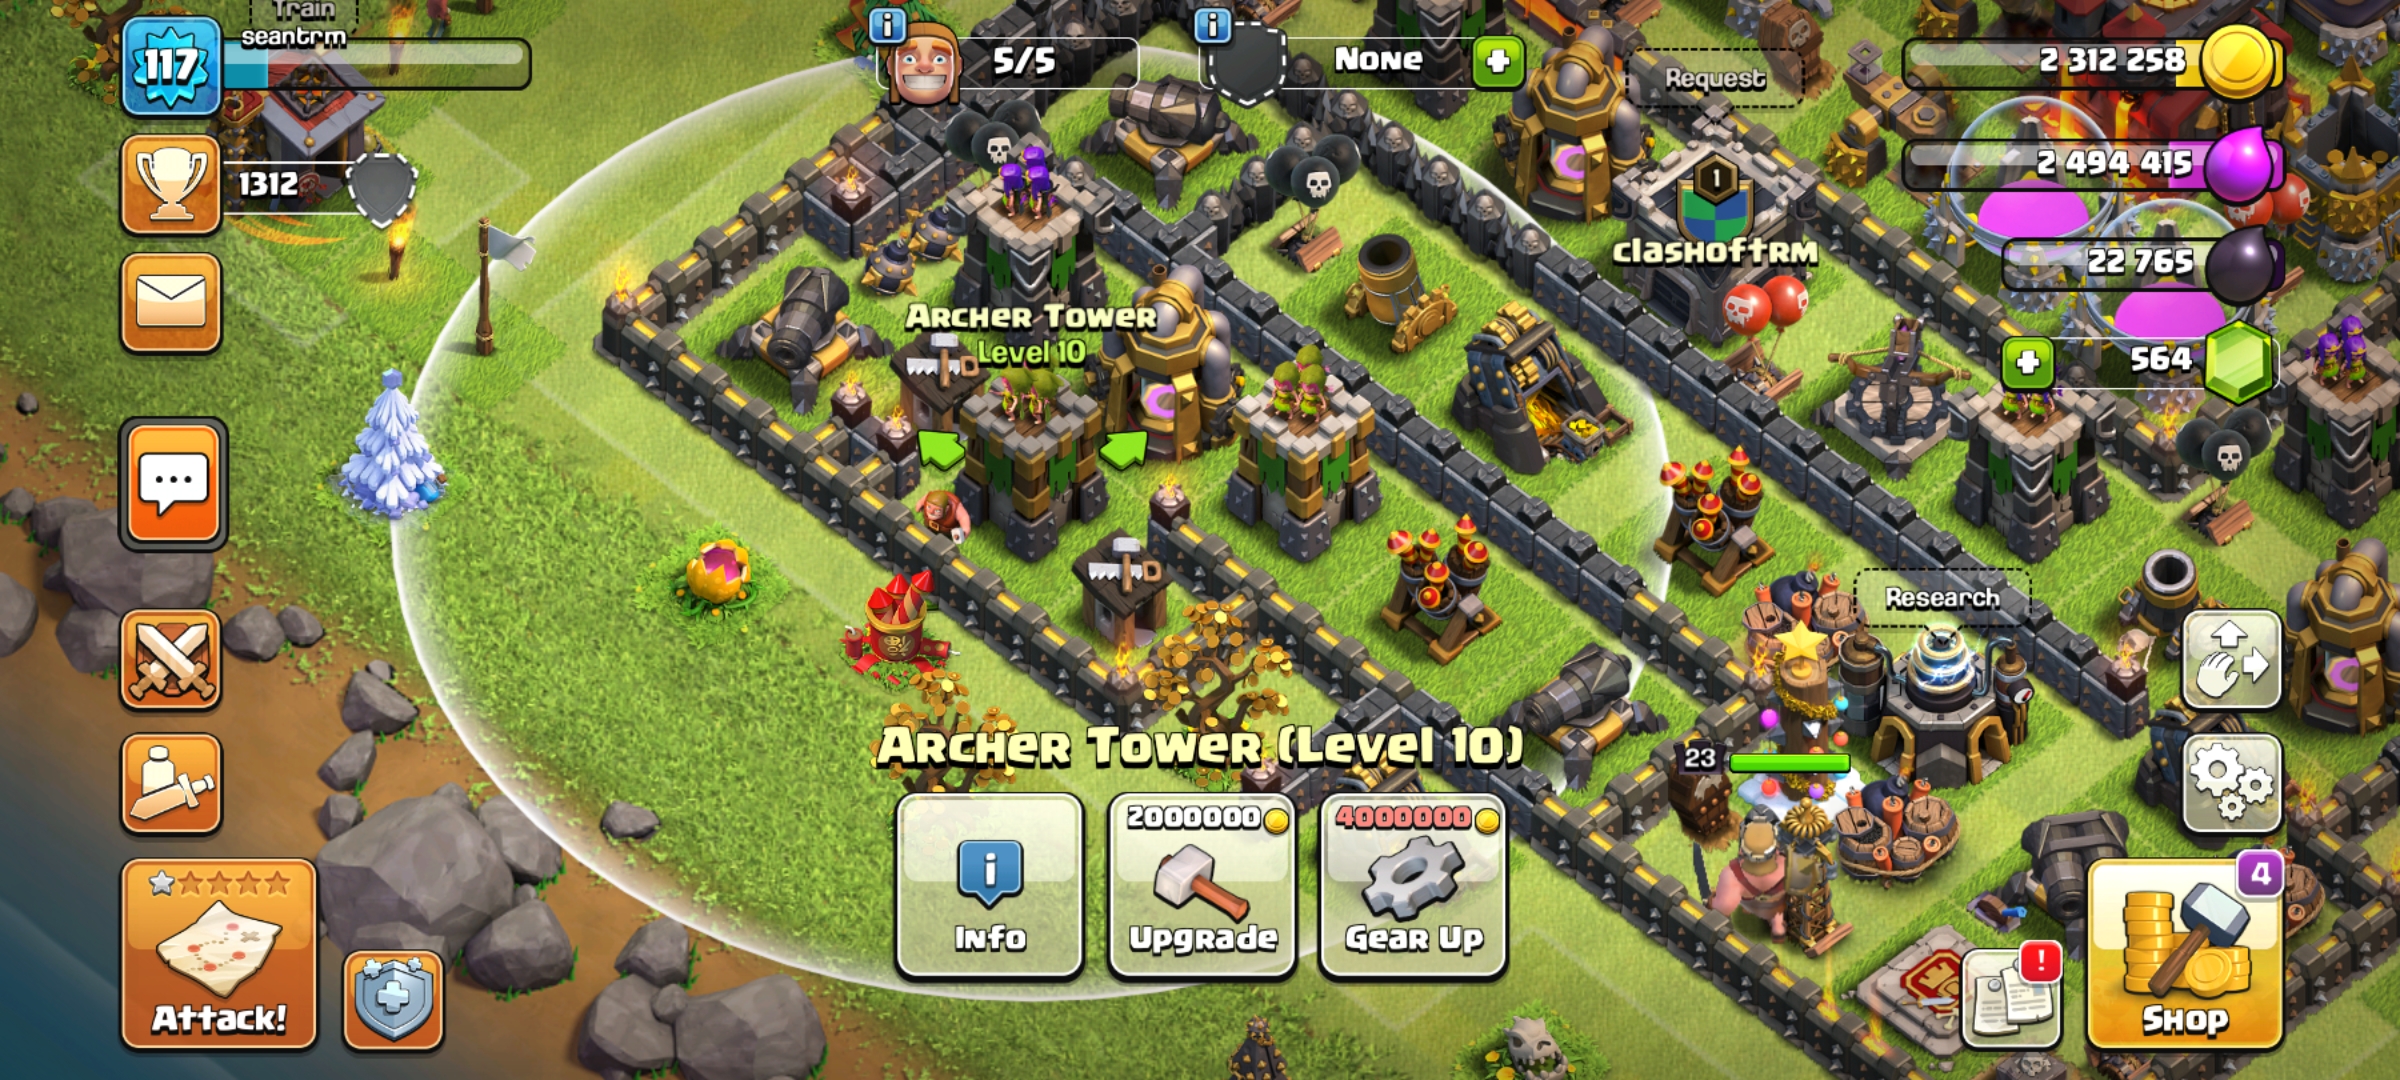 Train
seantrm
117
5/5
None
Request
2 312 258
1312
1
2 494 415
clashoftrm
22 765
Archer Tower
Level 10
564
Research
Archer Tower (Level 10)
23
2000000
4000000
Info
Upgrade
Gear Up
4
Attack!
Shop